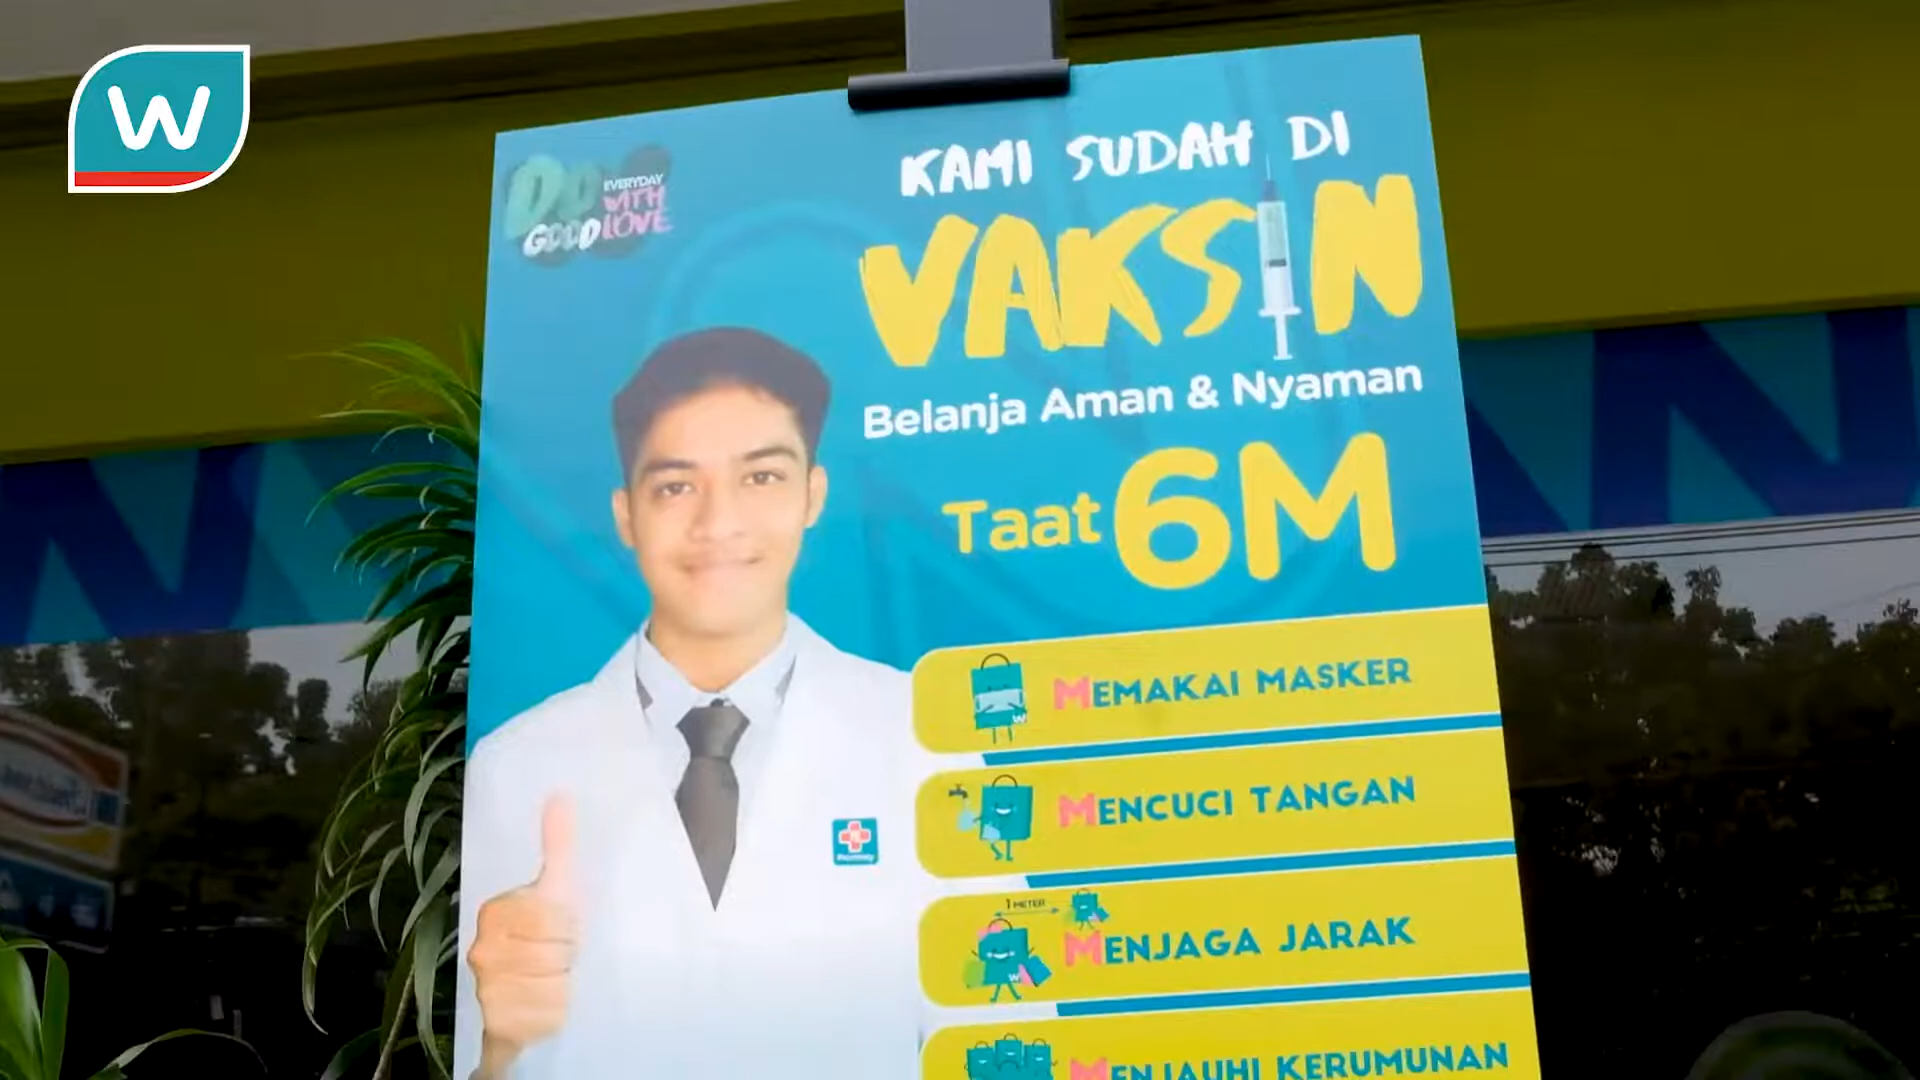 W
DO
EVERYDAY
WITH
GOOD LOVE
KAMI SUDAH DI
VAKSIN
Belanja Aman & Nyaman
Taat 6M
MEMAKAI MASKER
MENCUCI TANGAN
1 METER
MENJAGA JARAK
MENJAUHI KERUMUNAN